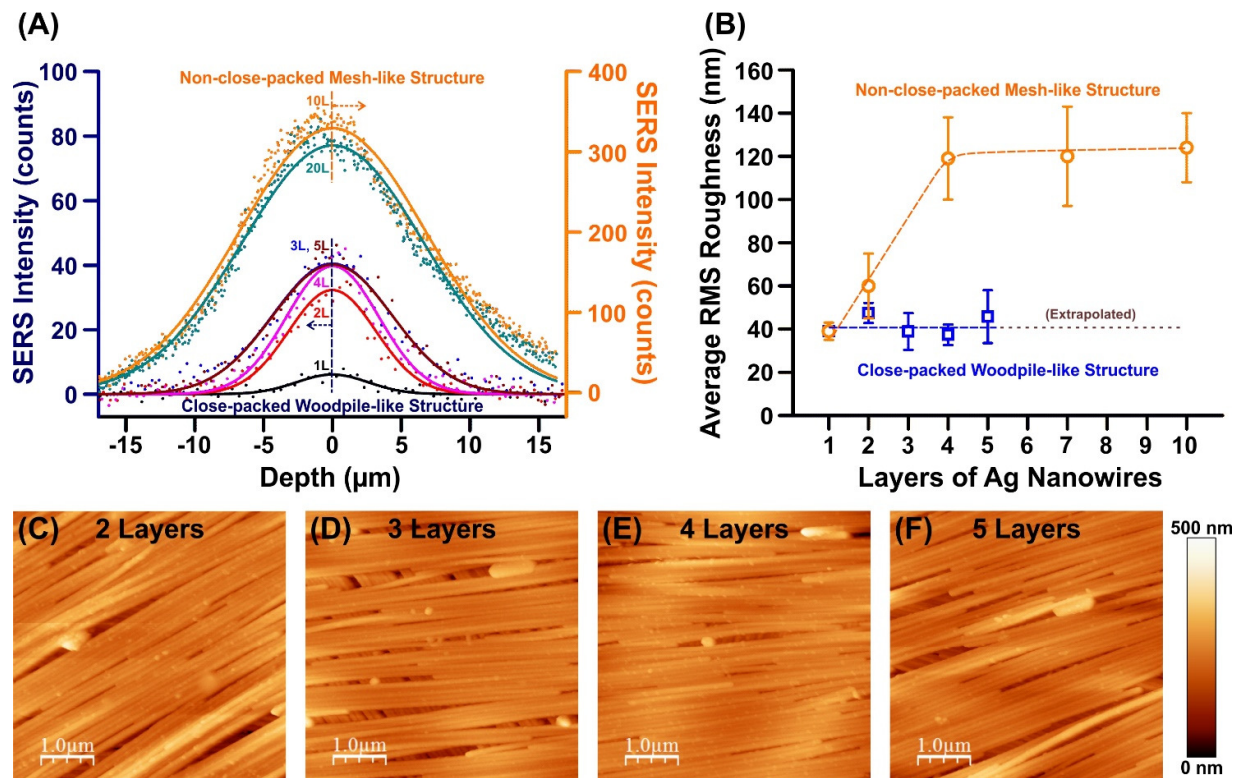 (A)
Non-close-packed Mesh-like Structure
10L
20L
3L, 5L
4L
2L
1L
Close-packed Woodpile-like Structure
SERS Intensity (counts)
100
80
60
40
20
0
SERS Intensity (counts)
400
300
200
100
0
-15 -10 -5 0 5 10 15
Depth (µm)
(B)
Average RMS Roughness (nm)
160
140
120
100
80
60
40
20
0
Non-close-packed Mesh-like Structure
(Extrapolated)
Close-packed Woodpile-like Structure
1 2 3 4 5 6 7 8 9 10
Layers of Ag Nanowires
(C) 2 Layers
1.0µm
(D) 3 Layers
1.0µm
(E) 4 Layers
1.0µm
(F) 5 Layers
1.0µm
500 nm
0 nm